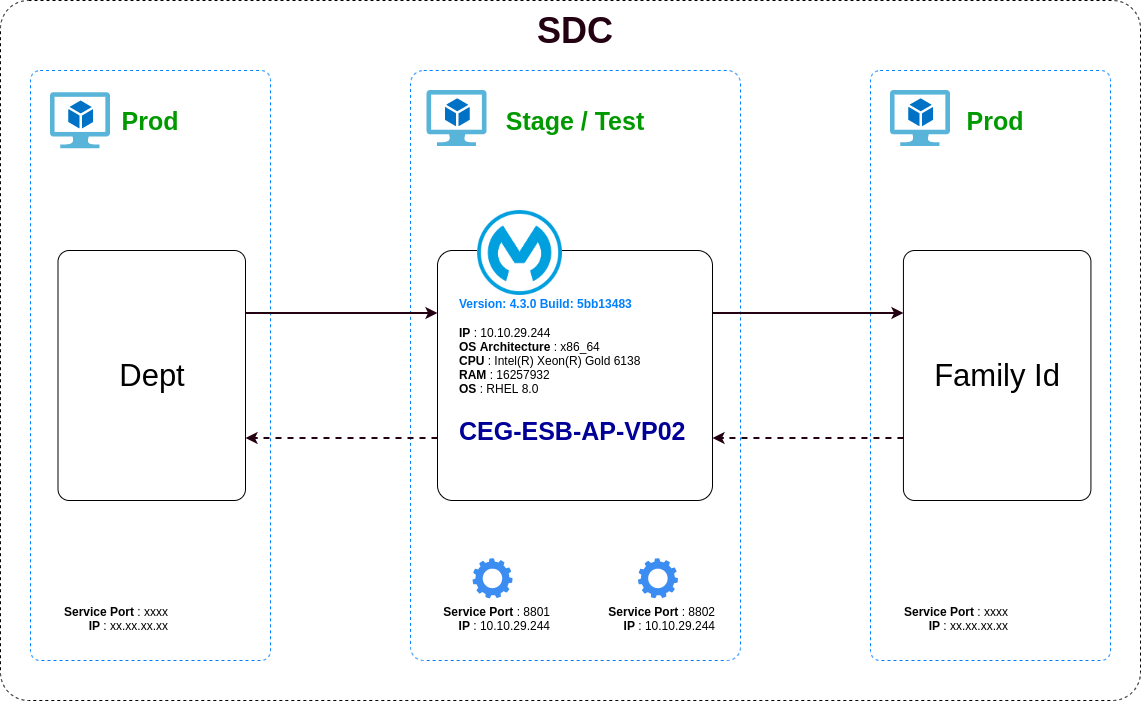 SDC
Prod
Stage / Test
Prod
Dept
Version: 4.3.0 Build: 5bb13483
IP : 10.10.29.244
OS Architecture : x86_64
CPU : Intel(R) Xeon(R) Gold 6138
RAM : 16257932
OS : RHEL 8.0
CEG-ESB-AP-VP02
Family Id
Service Port : xxxx
IP : xx.xx.xx.xx
Service Port : 8801
IP : 10.10.29.244
Service Port : 8802
IP : 10.10.29.244
Service Port : xxxx
IP : xx.xx.xx.xx